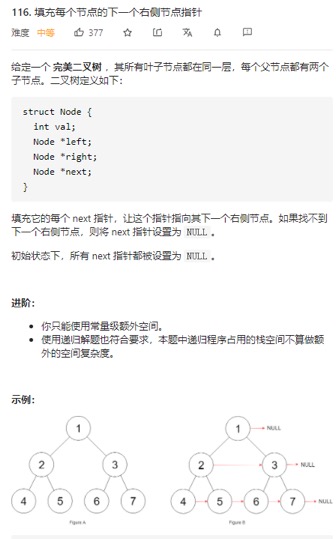 116. 填充每个节点的下一个右侧节点指针
难度 中等 377
给定一个 完美二叉树 ，其所有叶子节点都在同一层，每个父节点都有两个
子节点。二叉树定义如下：
struct Node {
int val;
Node *left;
Node *right;
Node *next;
}
填充它的每个 next 指针，让这个指针指向其下一个右侧节点。如果找不到
下一个右侧节点，则将 next 指针设置为 NULL 。
初始状态下，所有 next 指针都被设置为 NULL 。
进阶：
• 你只能使用常量级额外空间。
• 使用递归解题也符合要求，本题中递归程序占用的栈空间不算做额
外的空间复杂度。
示例：
1 1 NULL
2 3 2 3 NULL
4 5 6 7 4 5 6 7 NULL
Figure A Figure B